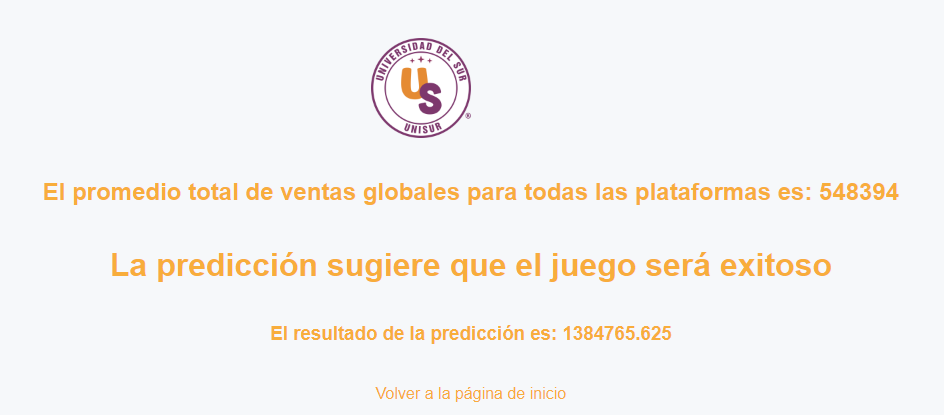 UNIVERSIDAD DEL SUR
US
UNISUR
®
El promedio total de ventas globales para todas las plataformas es: 548394
La predicción sugiere que el juego será exitoso
El resultado de la predicción es: 1384765.625
Volver a la página de inicio